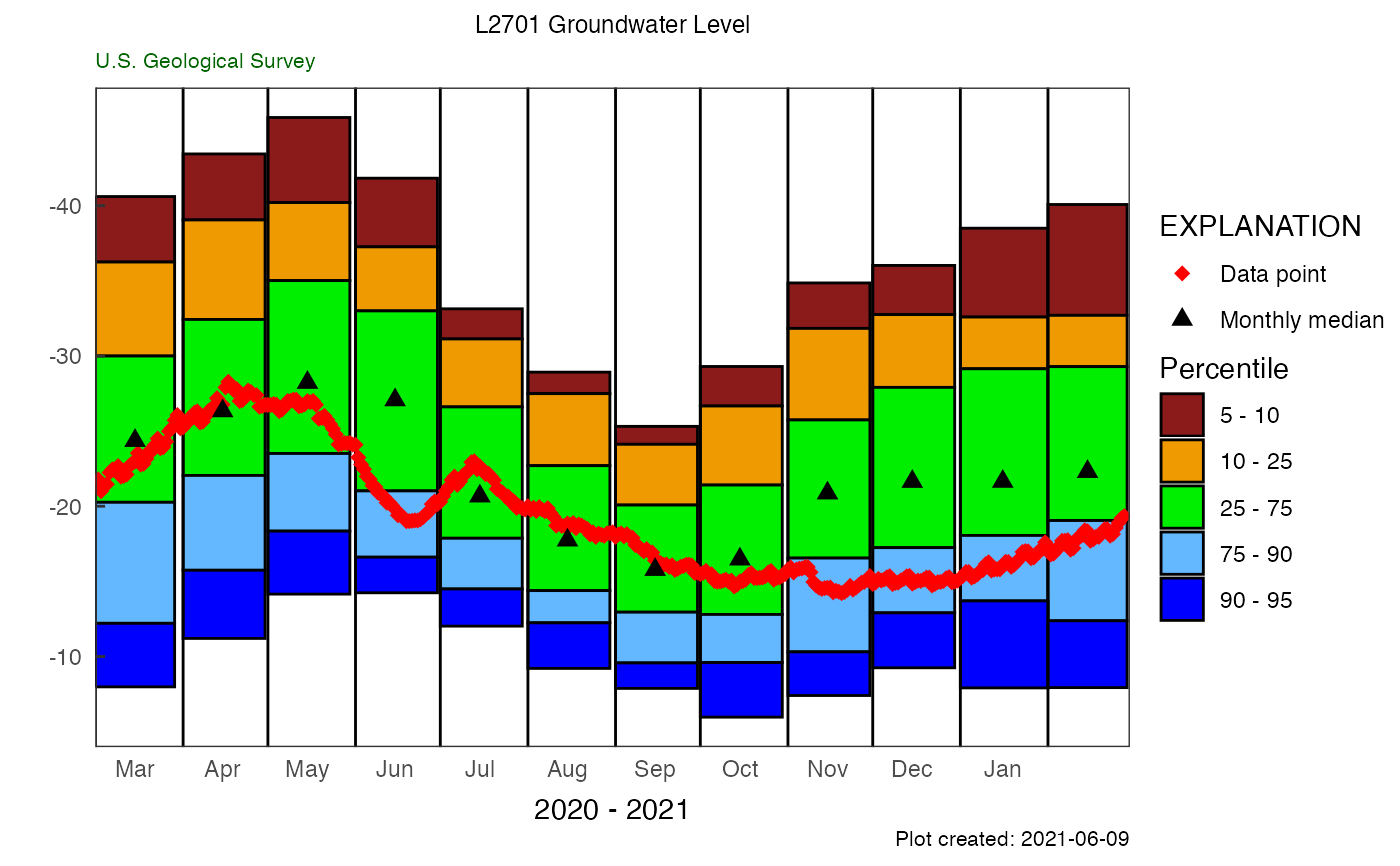 L2701 Groundwater Level
U.S. Geological Survey
-40
-30
-20
-10
Mar Apr May Jun Jul Aug Sep Oct Nov Dec Jan
2020 - 2021
Plot created: 2021-06-09
EXPLANATION
Data point
Monthly median
Percentile
5 - 10
10 - 25
25 - 75
75 - 90
90 - 95